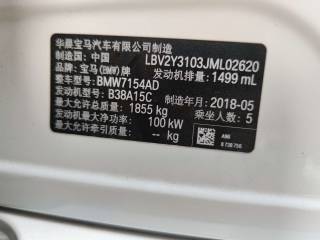 华晨宝马汽车有限公司制造
制造国：中国 LBV2Y3103JML02620
品牌：宝马(BMW)牌 发动机排量：1499 mL
整车型号：BMW7154AD
发动机型号：B38A15C 制造年月：2018-05
最大允许总质量：1855 kg 乘坐人数：5
发动机最大净功率：100 kW
最大允许牵引质量：-- kg